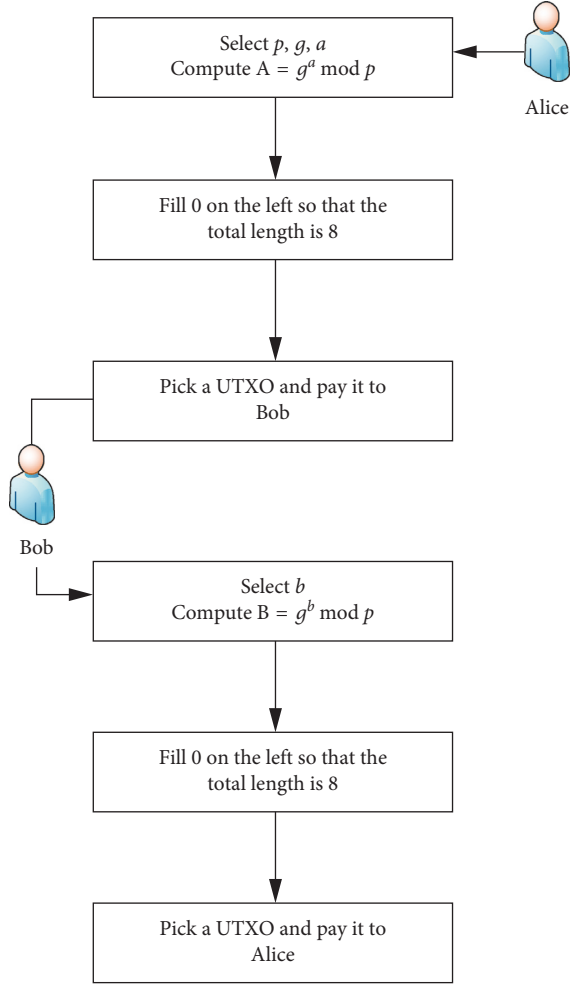 Select p, g, a
Compute A = gᵃ mod p
Alice
Fill 0 on the left so that the
total length is 8
Pick a UTXO and pay it to
Bob
Bob
Select b
Compute B = gᵇ mod p
Fill 0 on the left so that the
total length is 8
Pick a UTXO and pay it to
Alice